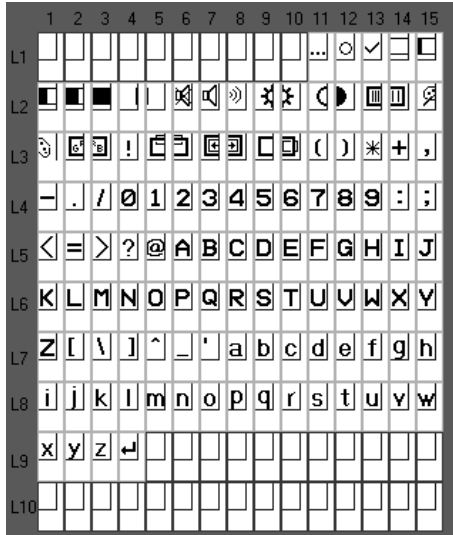 1 2 3 4 5 6 7 8 9 10 11 12 13 14 15
L1 ... ○ ✓
L2
L3 ! ( ) * + ,
L4 - . / 0 1 2 3 4 5 6 7 8 9 : ;
L5 < = > ? @ A B C D E F G H I J
L6 K L M N O P Q R S T U V W X Y
L7 Z [ \ ] ^ _ ' a b c d e f g h
L8 i j k l m n o p q r s t u v w
L9 x y z ↵
L10